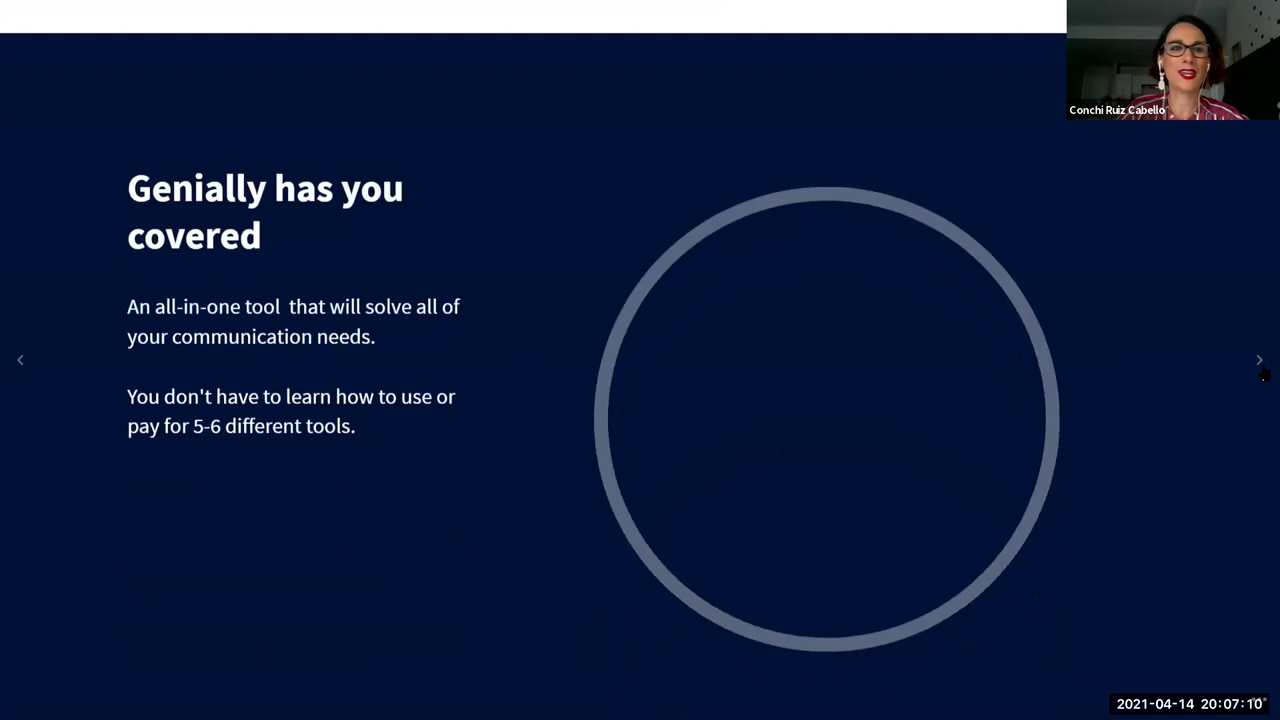 Conchi Ruiz Cabello
Genially has you
covered
An all-in-one tool  that will solve all of
your communication needs.
You don't have to learn how to use or
pay for 5-6 different tools.
2021-04-14 20:07:10